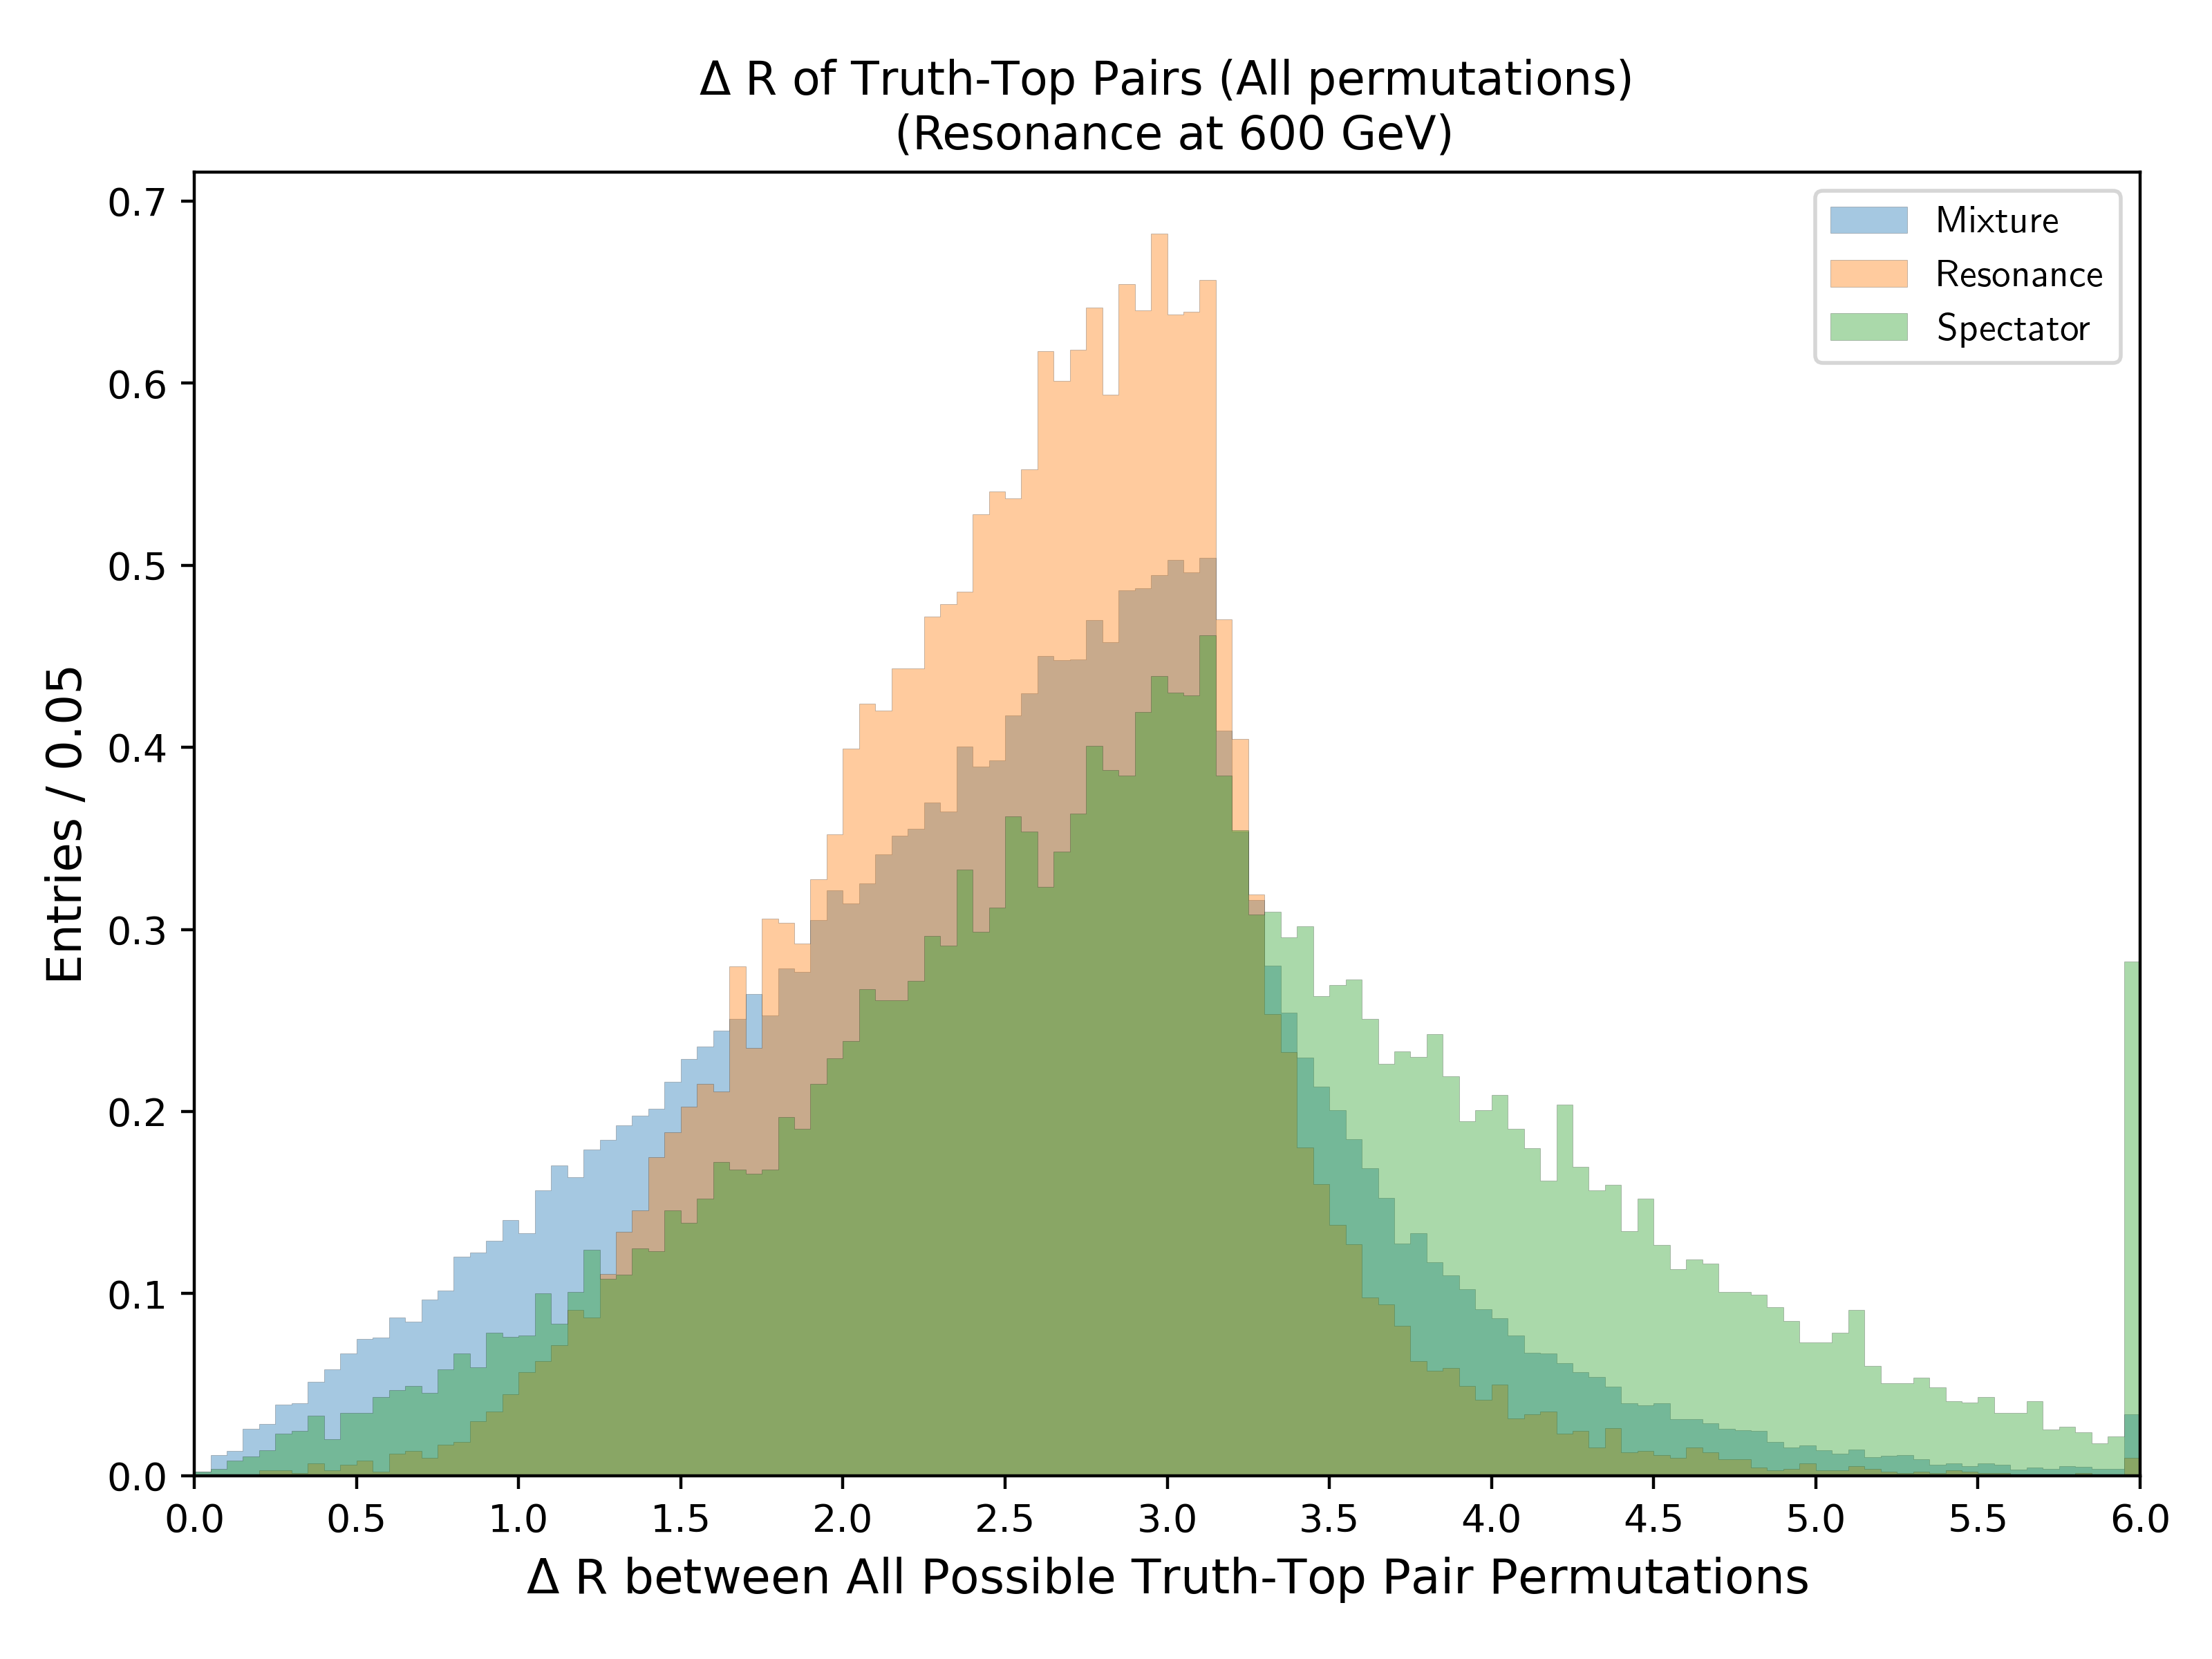 Δ R of Truth-Top Pairs (All permutations)
(Resonance at 600 GeV)
Mixture
Resonance
Spectator
Entries / 0.05
0.7
0.6
0.5
0.4
0.3
0.2
0.1
0.0
0.0 0.5 1.0 1.5 2.0 2.5 3.0 3.5 4.0 4.5 5.0 5.5 6.0
Δ R between All Possible Truth-Top Pair Permutations